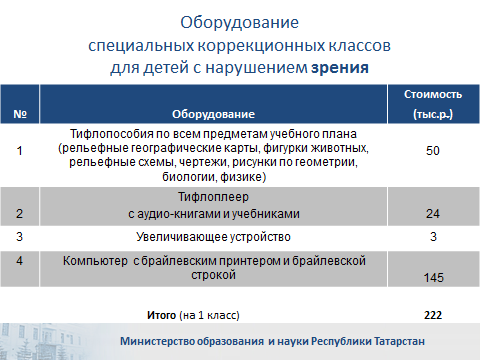 Оборудование
специальных коррекционных классов
для детей с нарушением зрения
№ Оборудование Стоимость (тыс.р.)
1 Тифлопособия по всем предметам учебного плана
(рельефные географические карты, фигурки животных,
рельефные схемы, чертежи, рисунки по геометрии,
биологии, физике) 50
2 Тифлоплеер
с аудио-книгами и учебниками 24
3 Увеличивающее устройство 3
4 Компьютер с брайлевским принтером и брайлевской
строкой 145
Итого (на 1 класс) 222
Министерство образования и науки Республики Татарстан